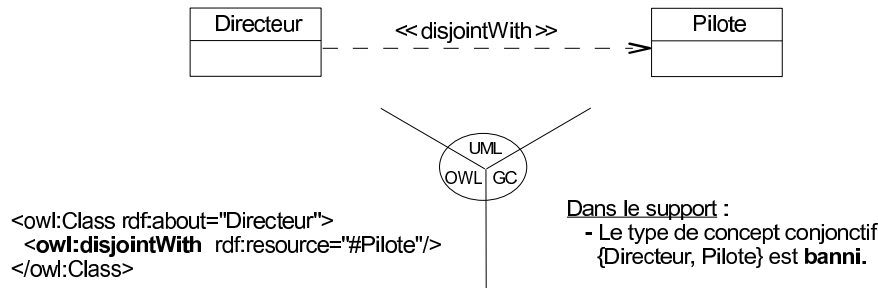 Directeur
<<disjointWith>>
Pilote
UML
OWL
GC
<owl:Class rdf:about="Directeur">
<owl:disjointWith rdf:resource="#Pilote"/>
</owl:Class>
Dans le support :
- Le type de concept conjonctif
{Directeur, Pilote} est banni.